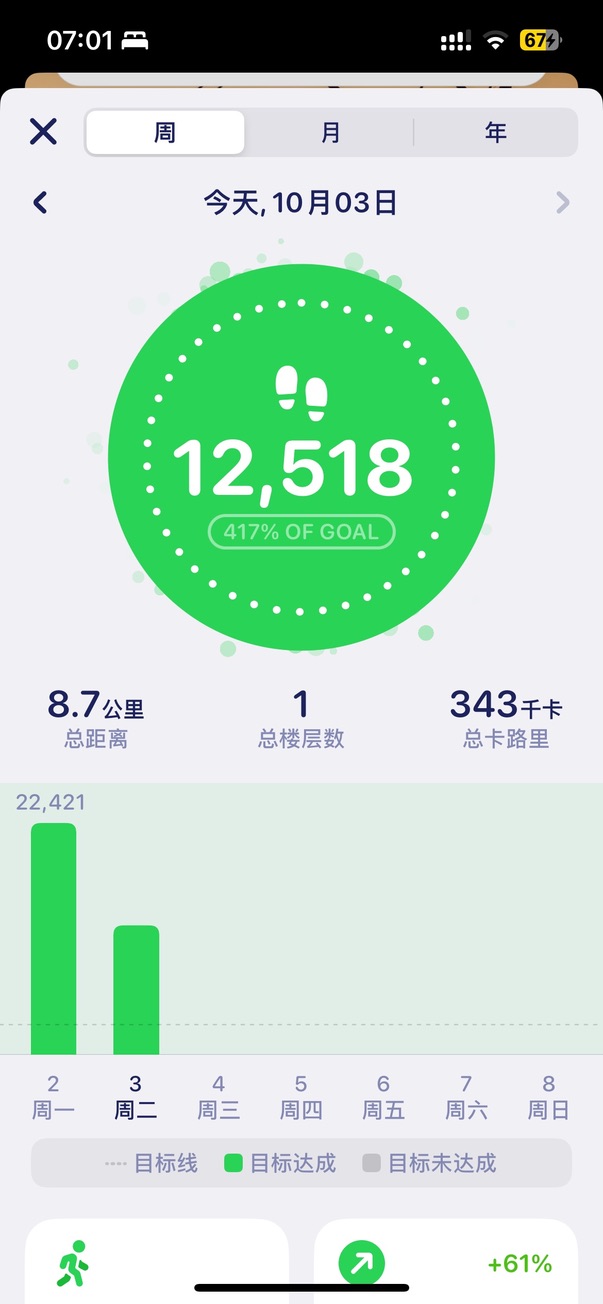 07:01
67
周 月 年
今天, 10月03日
12,518
417% OF GOAL
8.7公里 1 343千卡
总距离 总楼层数 总卡路里
22,421
2 3 4 5 6 7 8
周一 周二 周三 周四 周五 周六 周日
目标线 目标达成 目标未达成
+61%